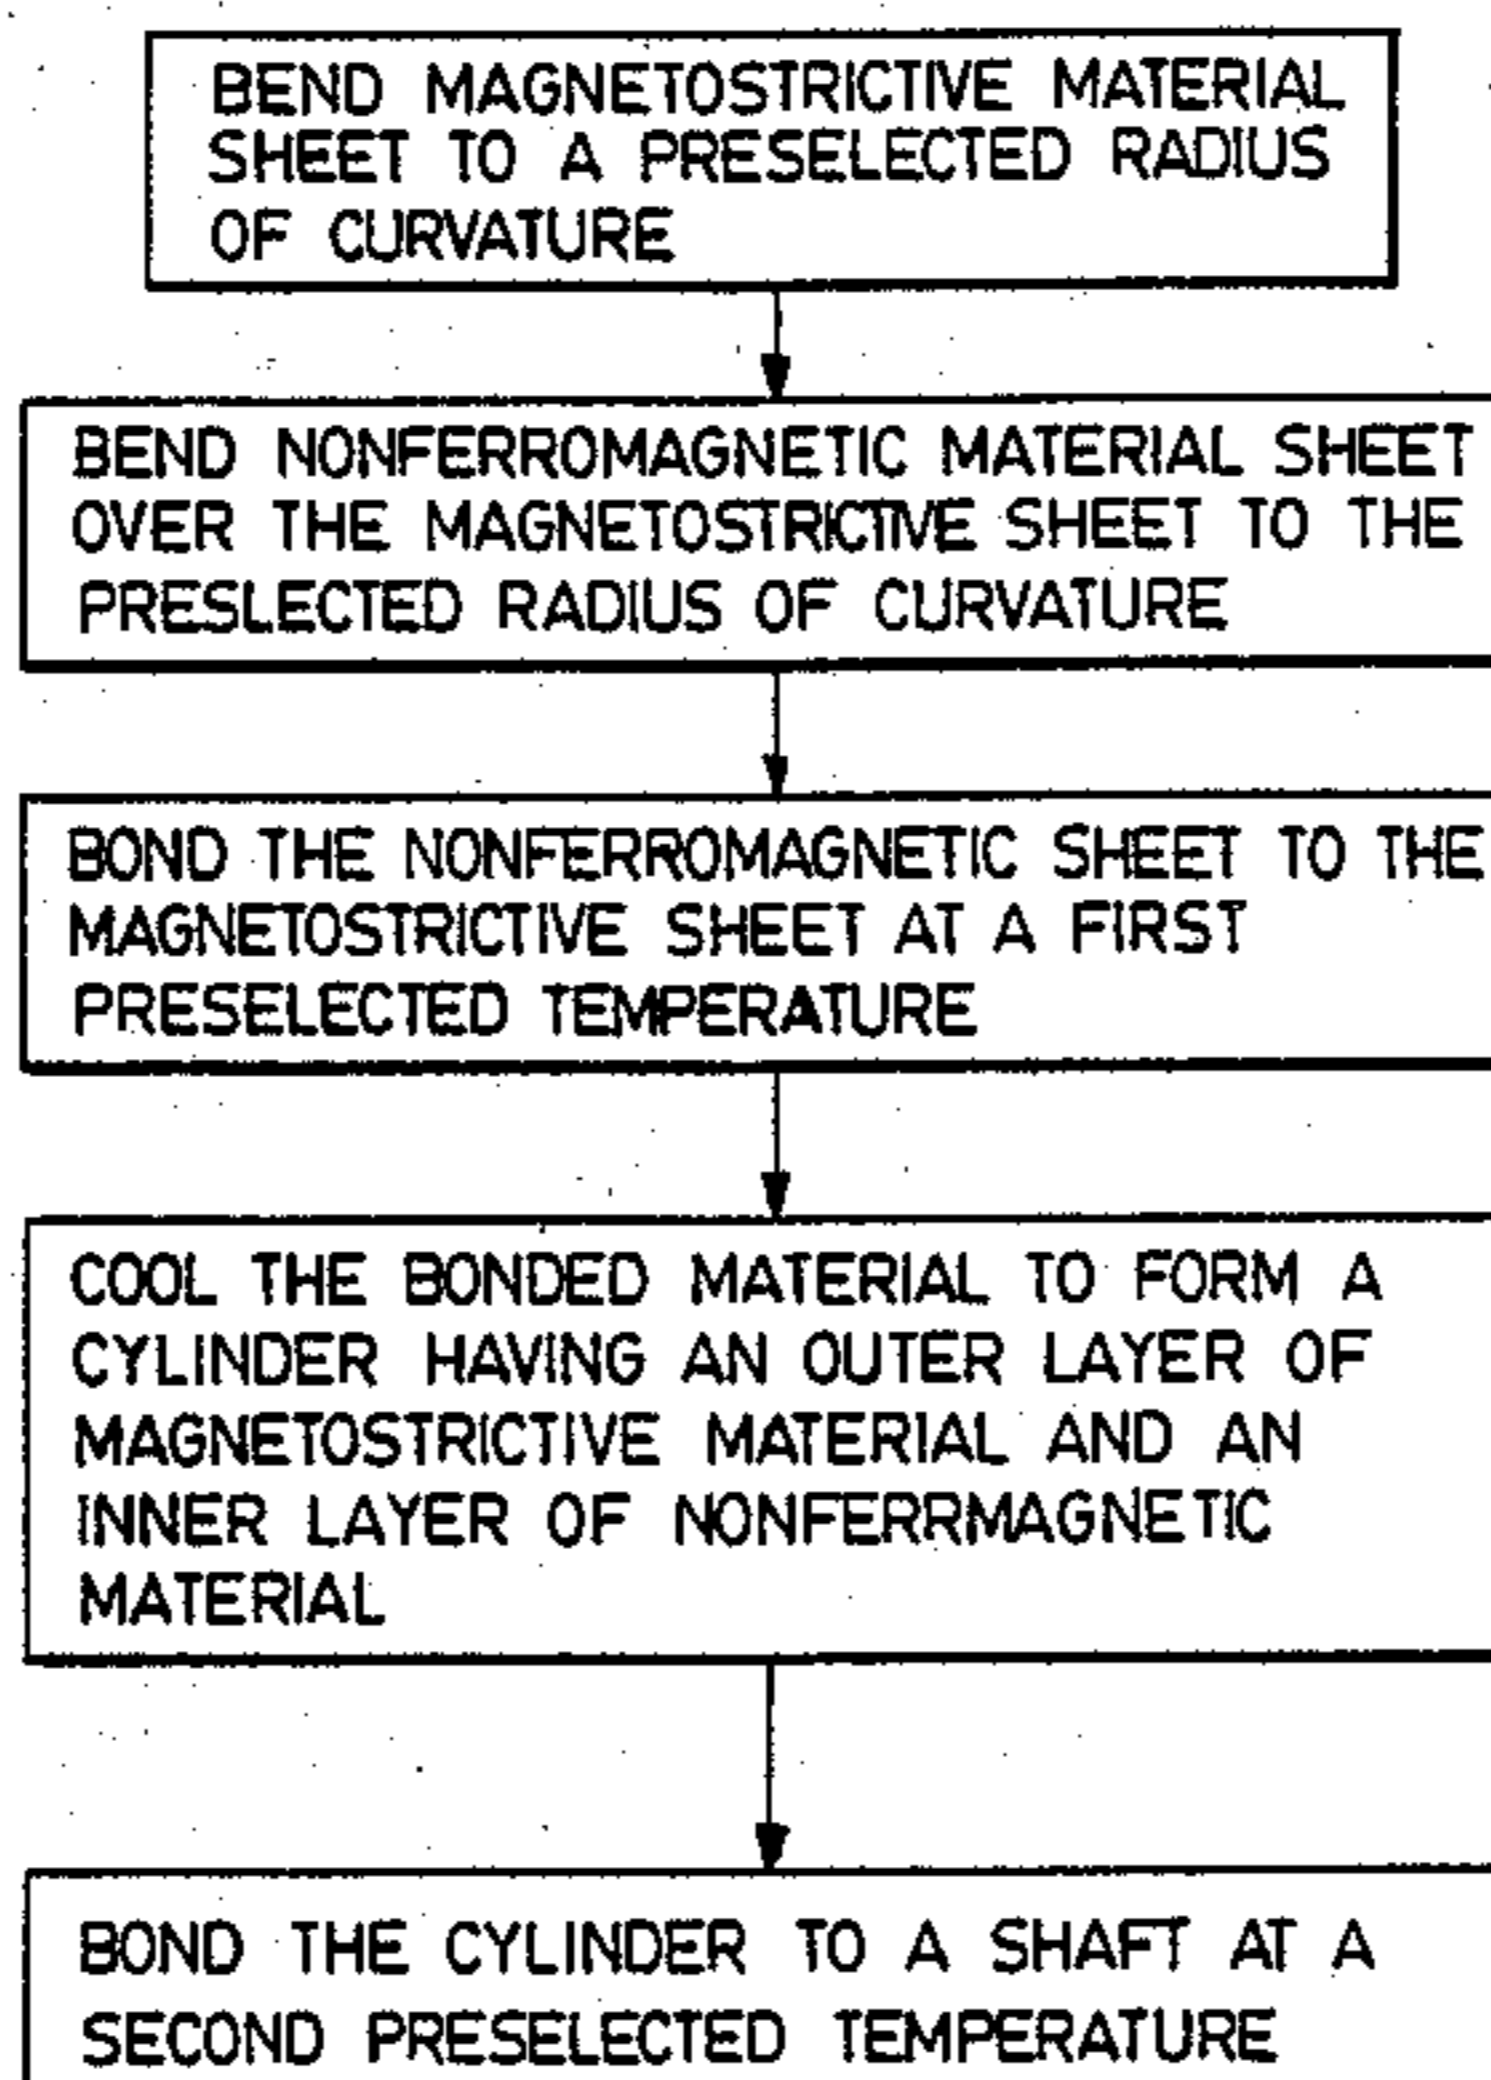 BEND MAGNETOSTRICTIVE MATERIAL
SHEET TO A PRESELECTED RADIUS
OF CURVATURE
BEND NONFERROMAGNETIC MATERIAL SHEET
OVER THE MAGNETOSTRICTIVE SHEET TO THE
PRESLECTED RADIUS OF CURVATURE
BOND THE NONFERROMAGNETIC SHEET TO THE
MAGNETOSTRICTIVE SHEET AT A FIRST
PRESELECTED TEMPERATURE
COOL THE BONDED MATERIAL TO FORM A
CYLINDER HAVING AN OUTER LAYER OF
MAGNETOSTRICTIVE MATERIAL AND AN
INNER LAYER OF NONFERRMAGNETIC
MATERIAL
BOND THE CYLINDER TO A SHAFT AT A
SECOND PRESELECTED TEMPERATURE